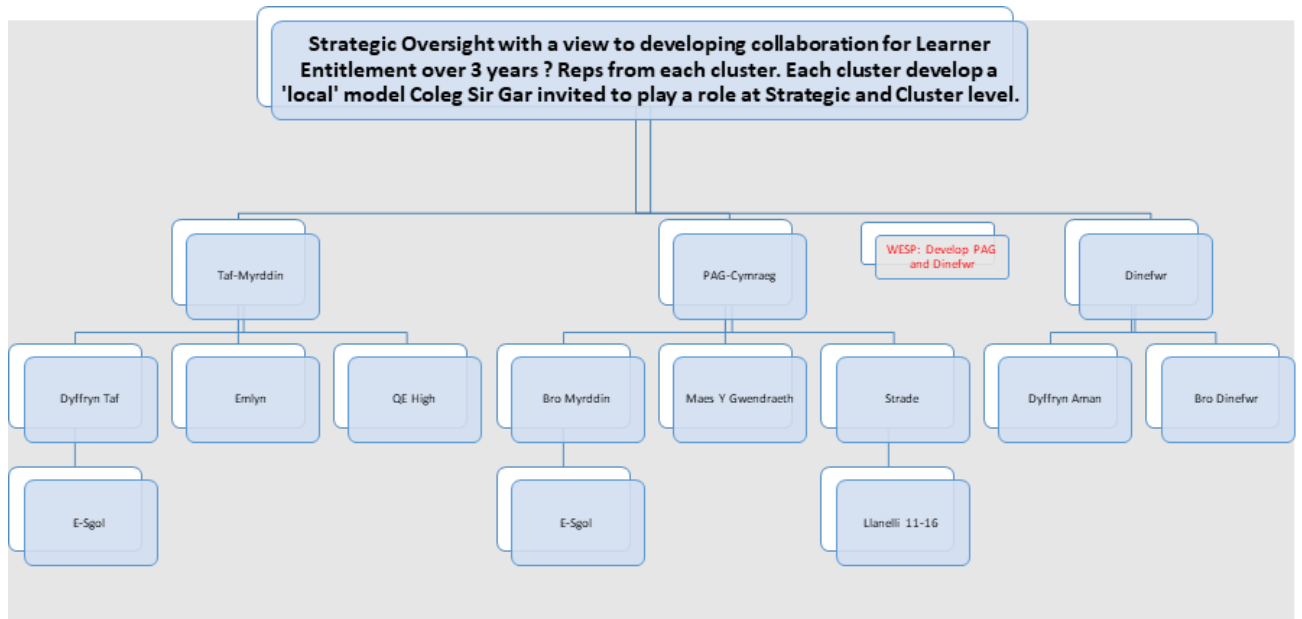 Strategic Oversight with a view to developing collaboration for Learner
Entitlement over 3 years ? Reps from each cluster. Each cluster develop a
'local' model Coleg Sir Gar invited to play a role at Strategic and Cluster level.
Taf-Myrddin
PAG-Cymraeg
WESP: Develop PAG
and Dinefwr
Dinefwr
Dyffryn Taf
Emlyn
QE High
Bro Myrddin
Maes Y Gwendraeth
Strade
Dyffryn Aman
Bro Dinefwr
E-Sgol
E-Sgol
Llanelli 11-16